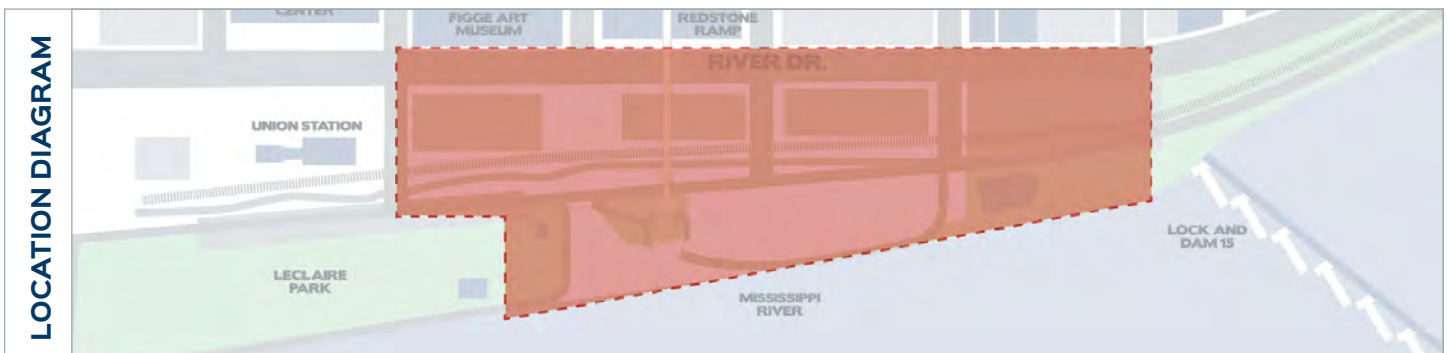 LOCATION DIAGRAM
CENTER
FIGGE ART
MUSEUM
REDSTONE
RAMP
RIVER DR.
UNION STATION
LECLAIRE
PARK
MISSISSIPPI
RIVER
LOCK AND
DAM 15